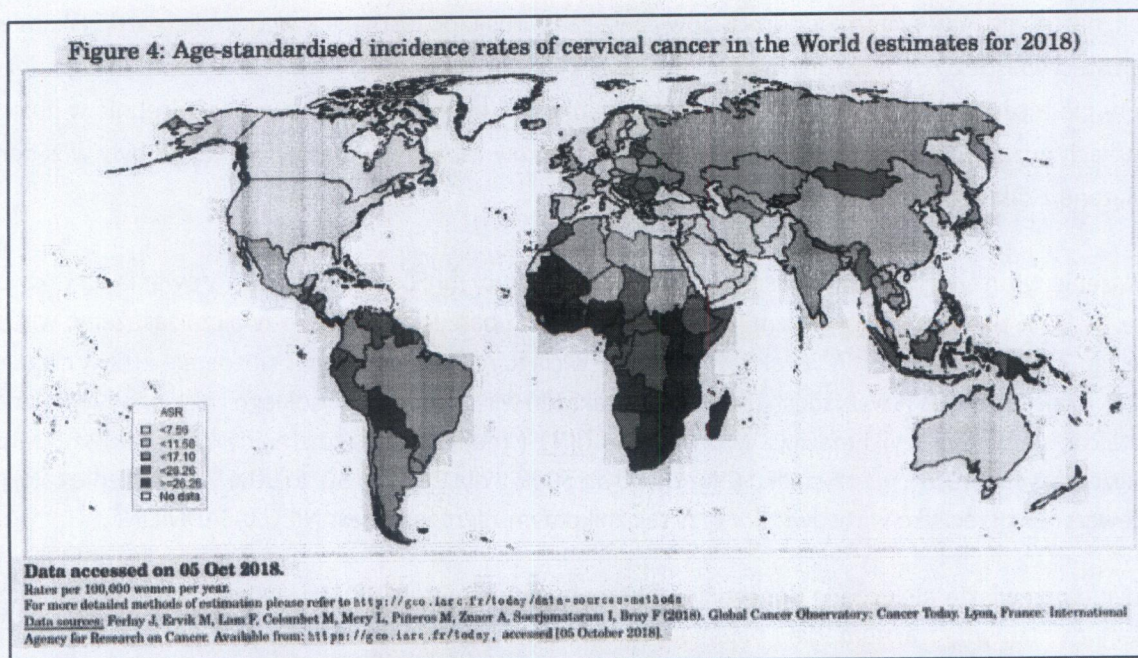 Figure 4: Age-standardised incidence rates of cervical cancer in the World (estimates for 2018)
ASR
<7.56
<11.58
<17.10
<26.26
>=26.26
No data
Data accessed on 05 Oct 2018.
Rates per 100,000 women per year.
For more detailed methods of estimation please refer to http://gco.iarc.fr/today/data-sources-methods
Data sources: Ferlay J, Ervik M, Lam F, Colombet M, Mery L, Piñeros M, Znaor A, Soerjomataram I, Bray F (2018). Global Cancer Observatory: Cancer Today. Lyon, France: International
Agency for Research on Cancer. Available from: https://gco.iarc.fr/today, accessed [05 October 2018].